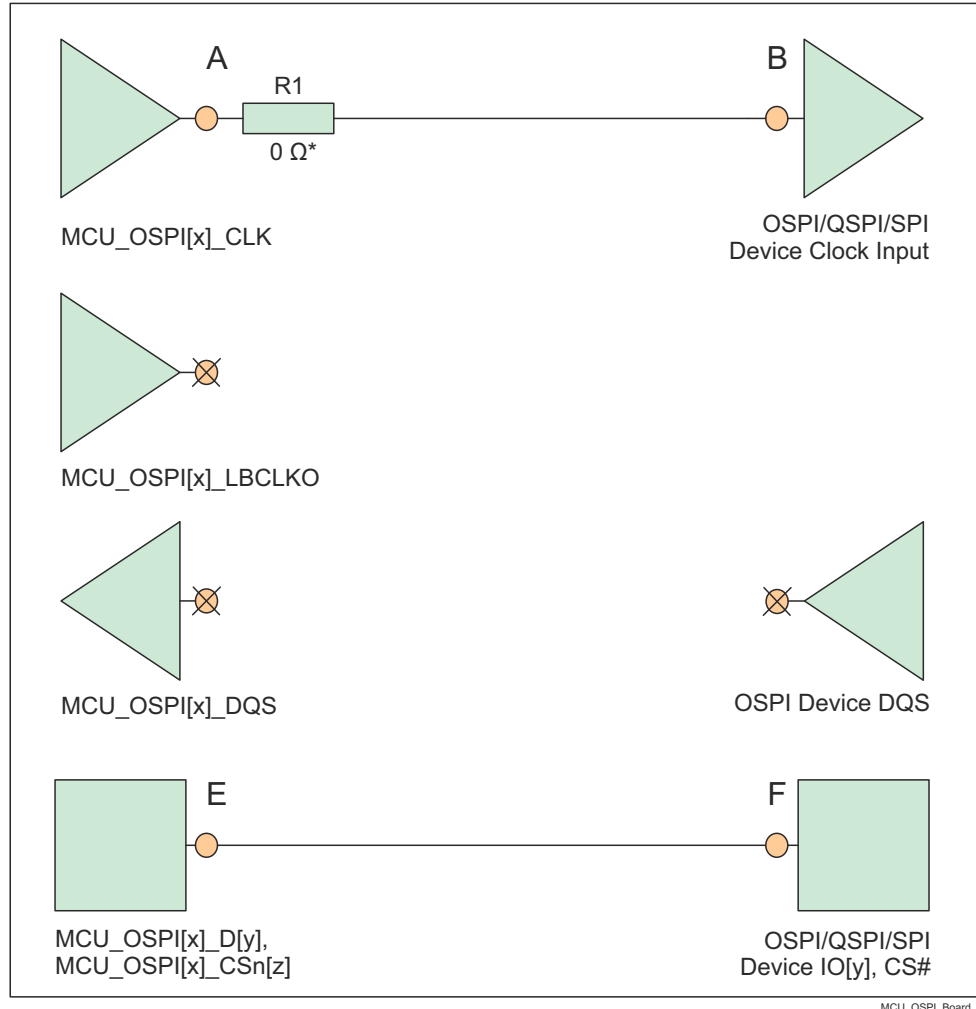 A
B
R1
0 Ω*
MCU_OSPI[x]_CLK
OSPI/QSPI/SPI
Device Clock Input
MCU_OSPI[x]_LBCLKO
MCU_OSPI[x]_DQS
OSPI Device DQS
E
F
MCU_OSPI[x]_D[y],
MCU_OSPI[x]_CSn[z]
OSPI/QSPI/SPI
Device IO[y], CS#
MCU_OSPI_Board